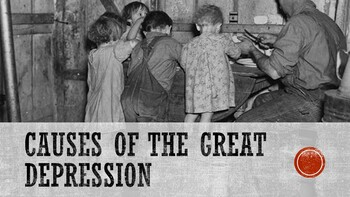 CAUSES OF THE GREAT
DEPRESSION